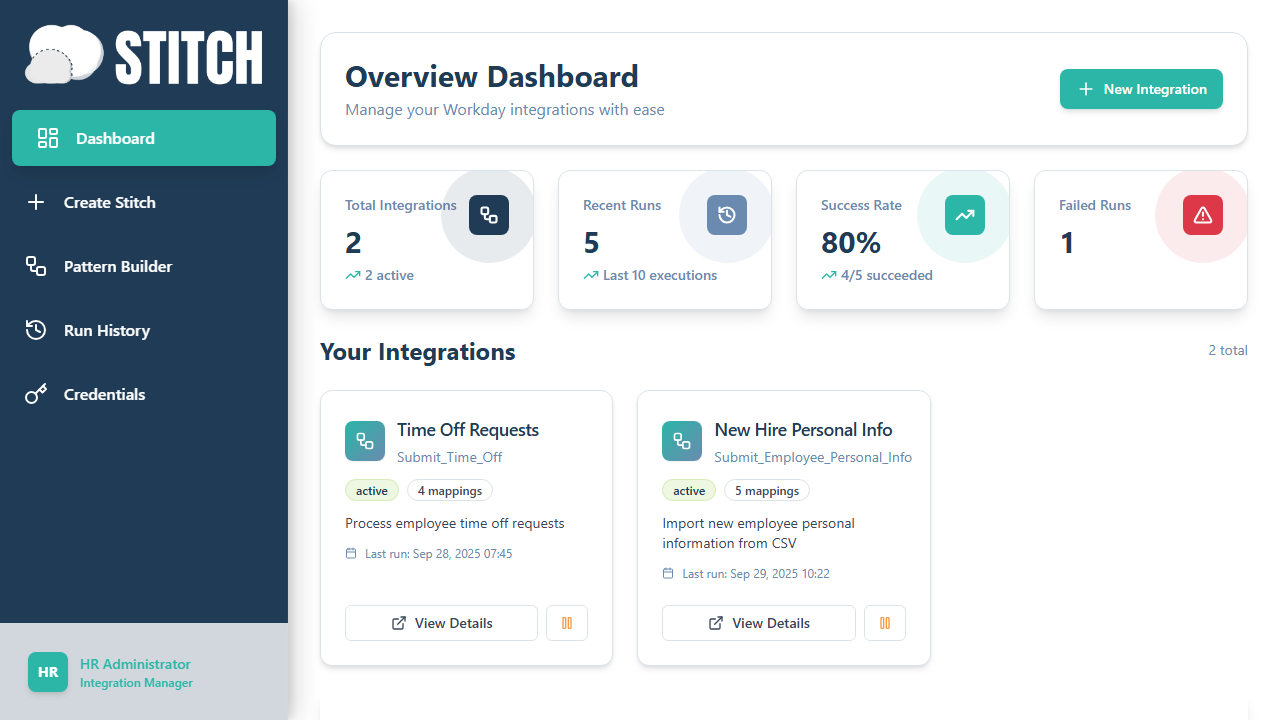 STITCH
Dashboard
Create Stitch
Pattern Builder
Run History
Credentials
HR
HR Administrator
Integration Manager
Overview Dashboard
Manage your Workday integrations with ease
New Integration
Total Integrations
2
2 active
Recent Runs
5
Last 10 executions
Success Rate
80%
4/5 succeeded
Failed Runs
1
Your Integrations
2 total
Time Off Requests
Submit_Time_Off
active
4 mappings
Process employee time off requests
Last run: Sep 28, 2025 07:45
View Details
New Hire Personal Info
Submit_Employee_Personal_Info
active
5 mappings
Import new employee personal
information from CSV
Last run: Sep 29, 2025 10:22
View Details